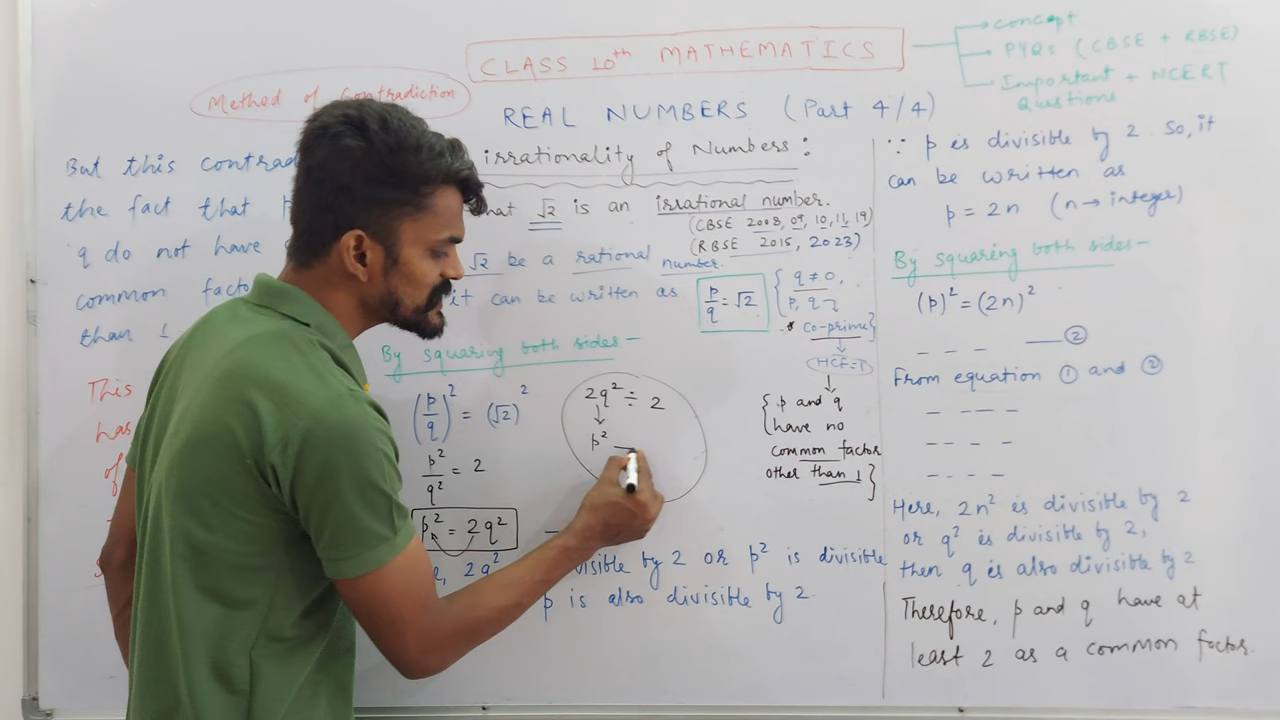 CLASS 10th MATHEMATICS
concept
PYQs (CBSE + RBSE)
Important + NCERT
Quistions
Method of Contradiction
REAL NUMBERS (Part 4/4)
irrationality of Numbers:
that √2 is an irrational number.
(CBSE 2008, 09, 10, 11, 19)
(RBSE 2015, 2023)
√2 be a rational number.
it can be written as p/q = √2 { q ≠ 0,
p, q →
Co-prime}
HCF = 1
{ p and q
have no
common factor
other than 1 }
By squaring both sides —
(p/q)² = (√2)²
p²/q² = 2
p² = 2q²
2q² ÷ 2
p²
2q²
by 2 or p² is divisible
p is also divisible by 2.
∵ p is divisible by 2. So, it
can be written as
p = 2n (n → integer)
By squaring both sides —
(p)² = (2n)²
_ _ _ — ②
From equation ① and ②
_ _ _ _
_ _ _ _
_ _ _ _
Here, 2n² is divisible by 2
or q² is divisible by 2,
then q is also divisible by 2
Therefore, p and q have at
least 2 as a common factor.
But this
the fact that
q do not have
common
than 1.
This
has
of